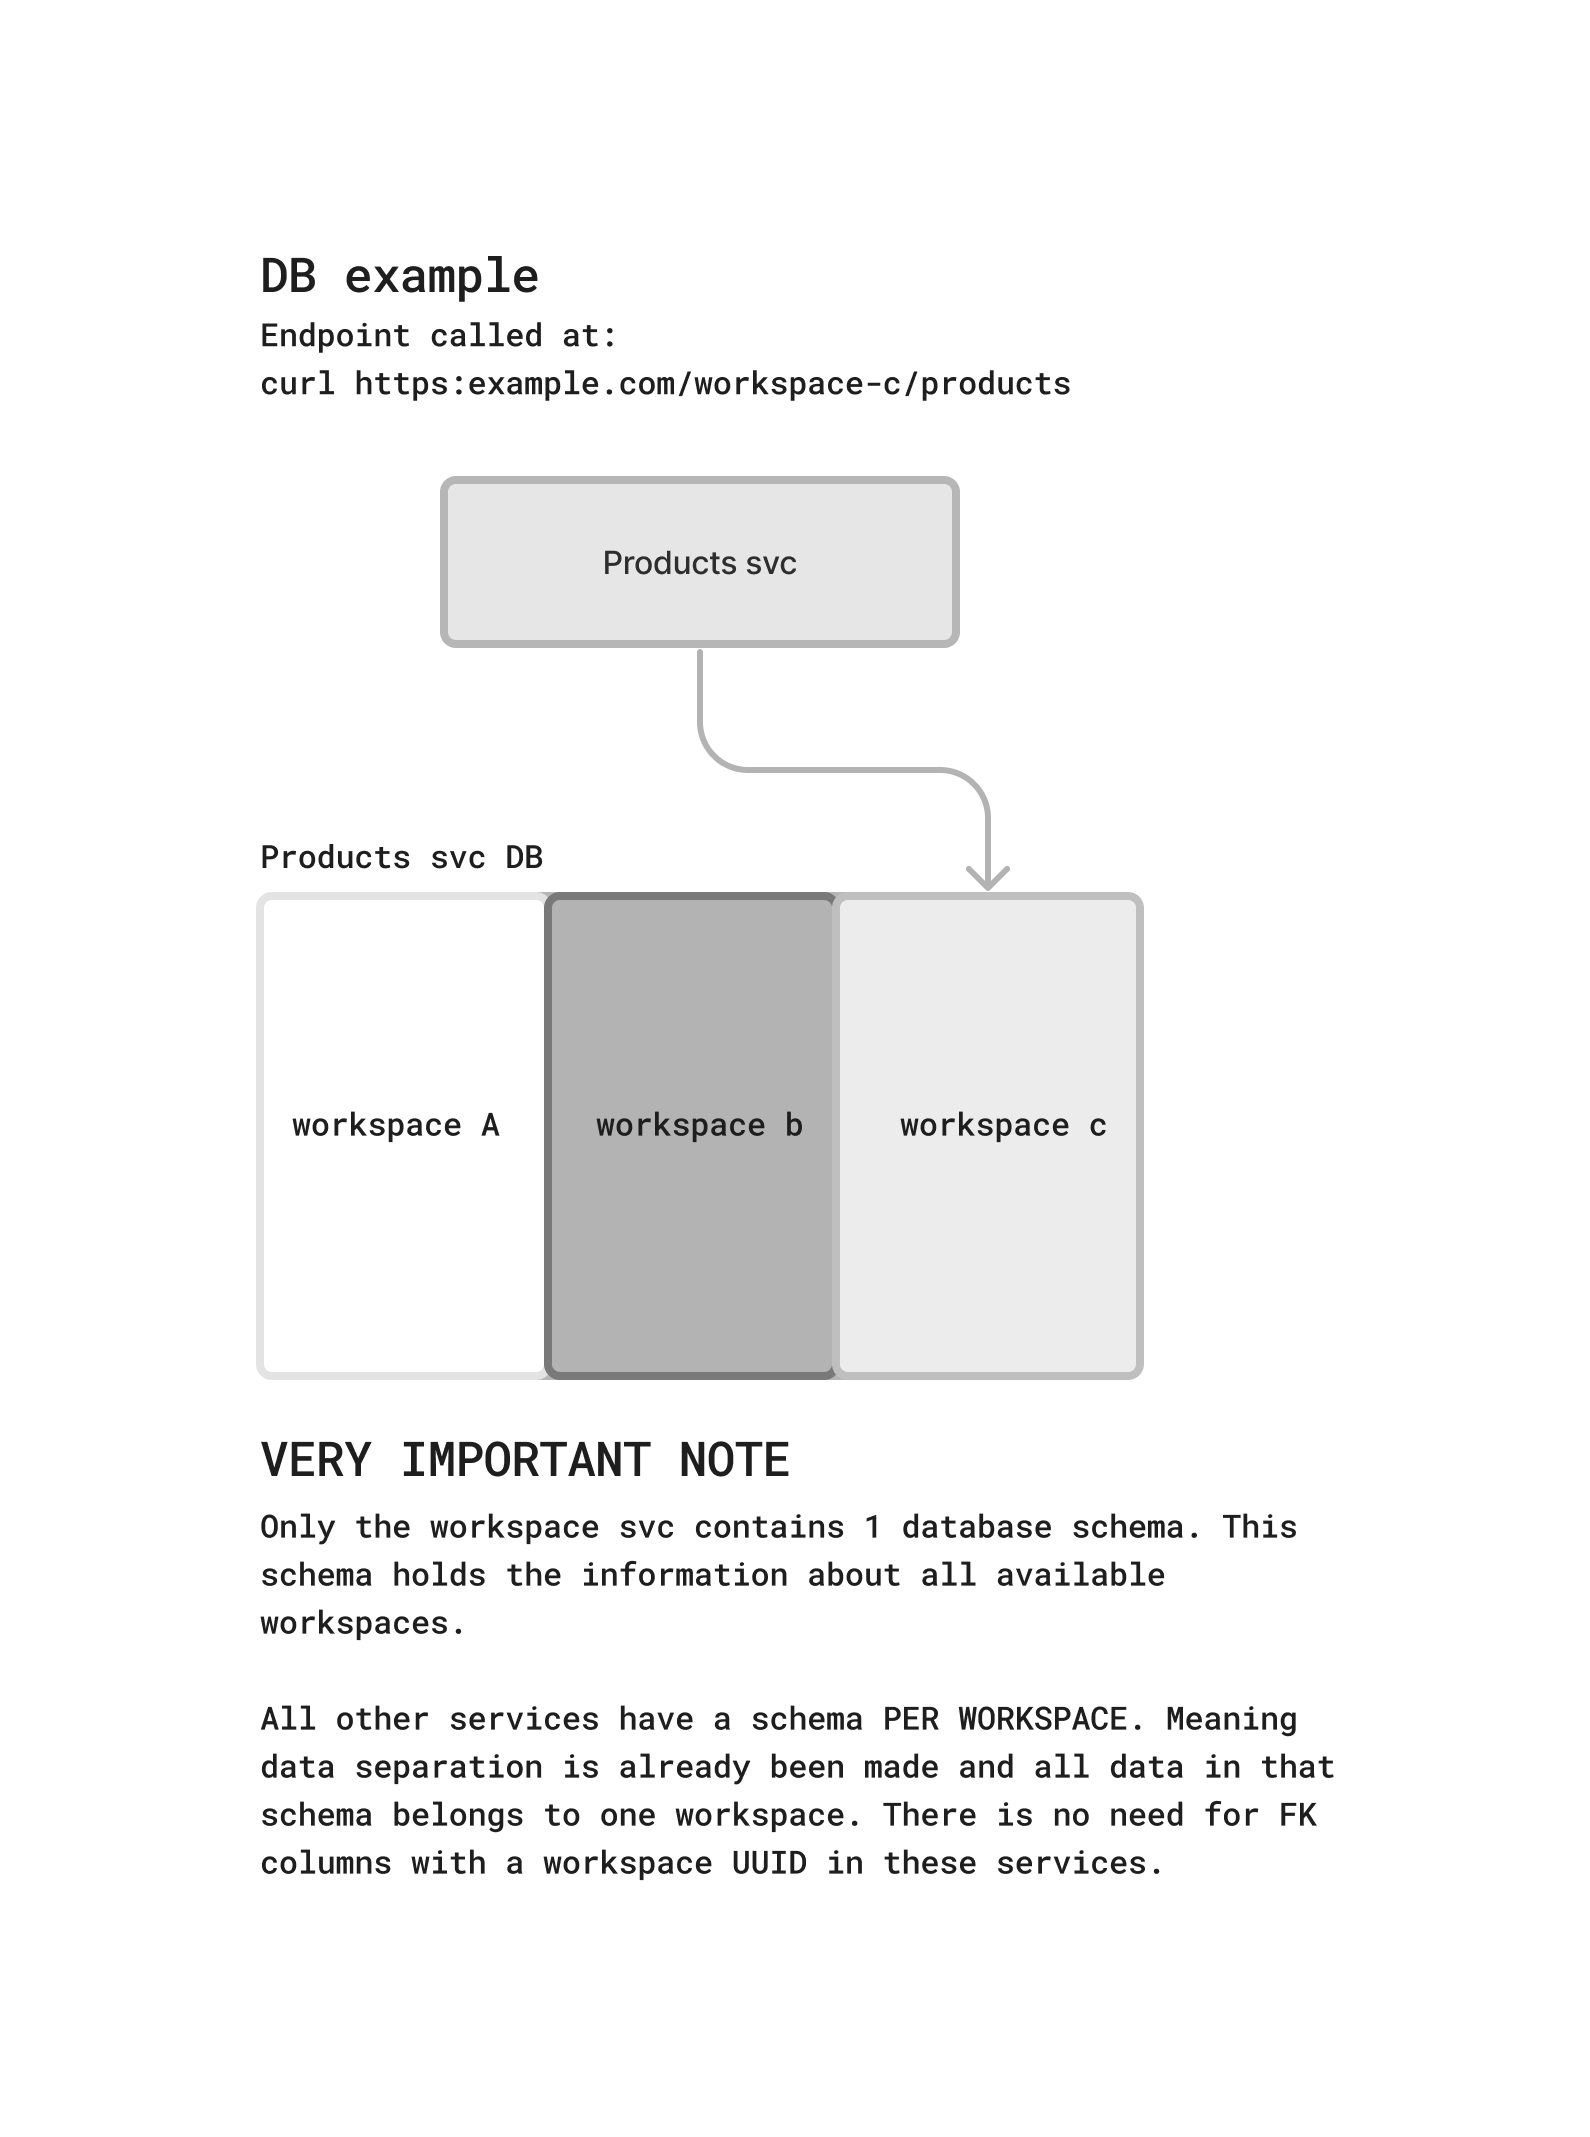 DB example
Endpoint called at:
curl https:example.com/workspace-c/products
Products svc
Products svc DB
workspace A
workspace b
workspace c
VERY IMPORTANT NOTE
Only the workspace svc contains 1 database schema. This
schema holds the information about all available
workspaces.
All other services have a schema PER WORKSPACE. Meaning
data separation is already been made and all data in that
schema belongs to one workspace. There is no need for FK
columns with a workspace UUID in these services.